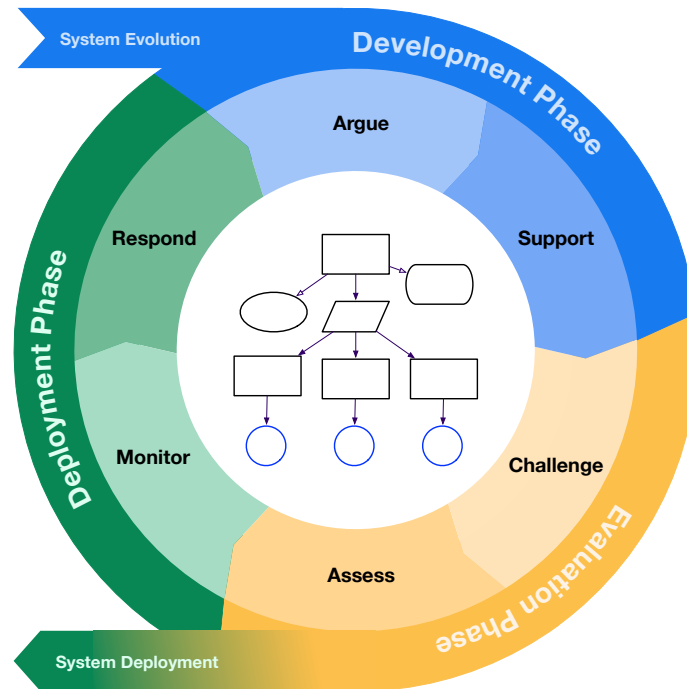 System Evolution
Development Phase
Argue
Respond
Support
Deployment Phase
Monitor
Challenge
Assess
Evaluation Phase
System Deployment